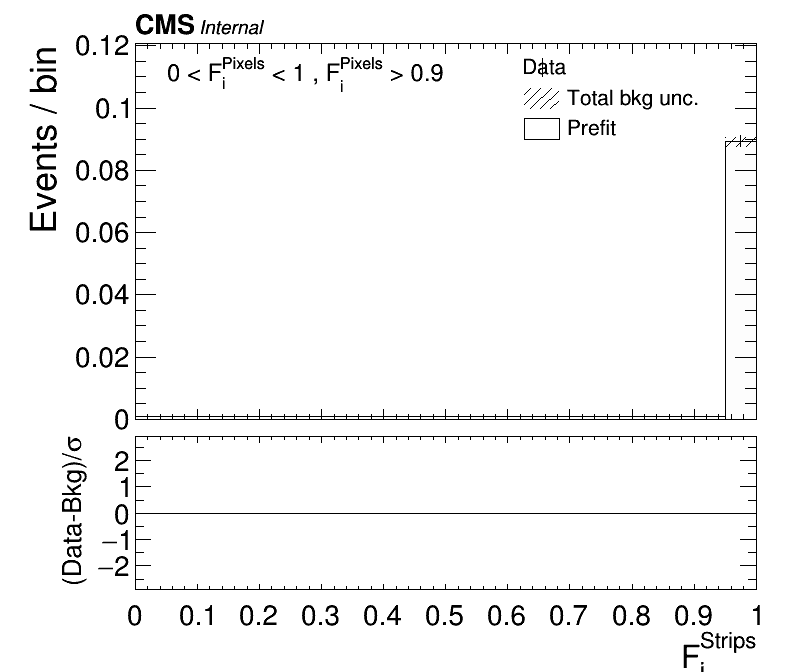 CMS Internal
0.12
0 < F_i^Pixels < 1 , F_i^Pixels > 0.9
Data
Total bkg unc.
Prefit
Events / bin
0.1
0.08
0.06
0.04
0.02
0
(Data-Bkg)/σ
2
1
0
−1
−2
0 0.1 0.2 0.3 0.4 0.5 0.6 0.7 0.8 0.9 1
F_i^Strips